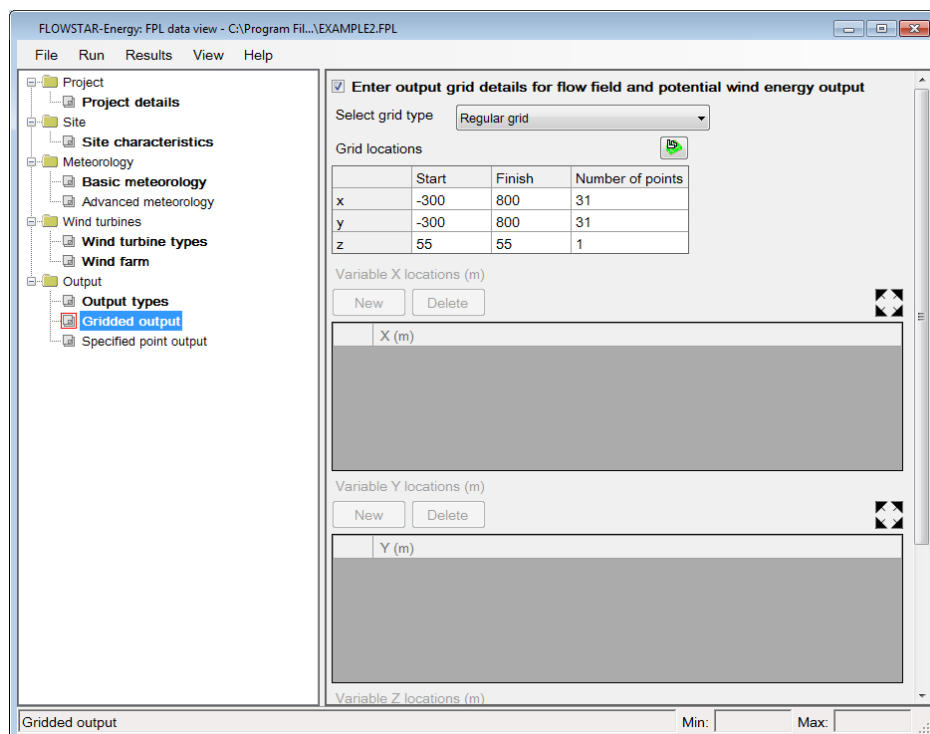 FLOWSTAR-Energy: FPL data view - C:\Program Fil...\EXAMPLE2.FPL
File Run Results View Help
Project
Project details
Site
Site characteristics
Meteorology
Basic meteorology
Advanced meteorology
Wind turbines
Wind turbine types
Wind farm
Output
Output types
Gridded output
Specified point output
Enter output grid details for flow field and potential wind energy output
Select grid type Regular grid
Grid locations
Start Finish Number of points
x -300 800 31
y -300 800 31
z 55 55 1
Variable X locations (m)
New Delete
X (m)
Variable Y locations (m)
New Delete
Y (m)
Variable Z locations (m)
Gridded output Min: Max: